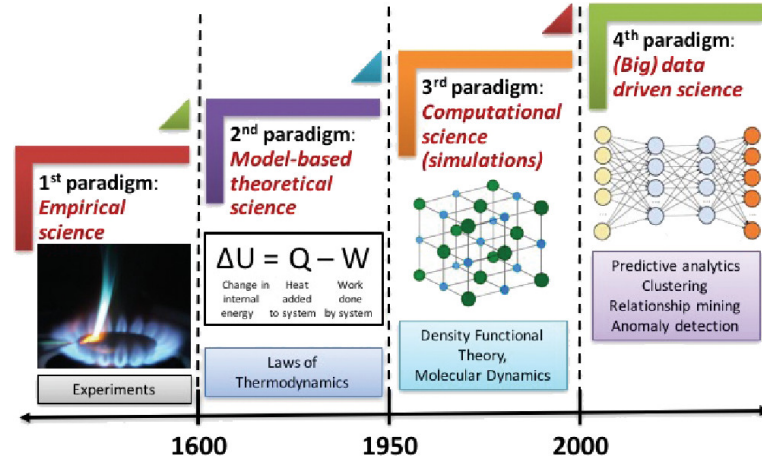 1st paradigm:
Empirical
science
Experiments
2nd paradigm:
Model-based
theoretical
science
ΔU = Q – W
Change in
internal
energy
Heat
added
to system
Work
done
by system
Laws of
Thermodynamics
3rd paradigm:
Computational
science
(simulations)
Density Functional
Theory,
Molecular Dynamics
4th paradigm:
(Big) data
driven science
Predictive analytics
Clustering
Relationship mining
Anomaly detection
1600
1950
2000